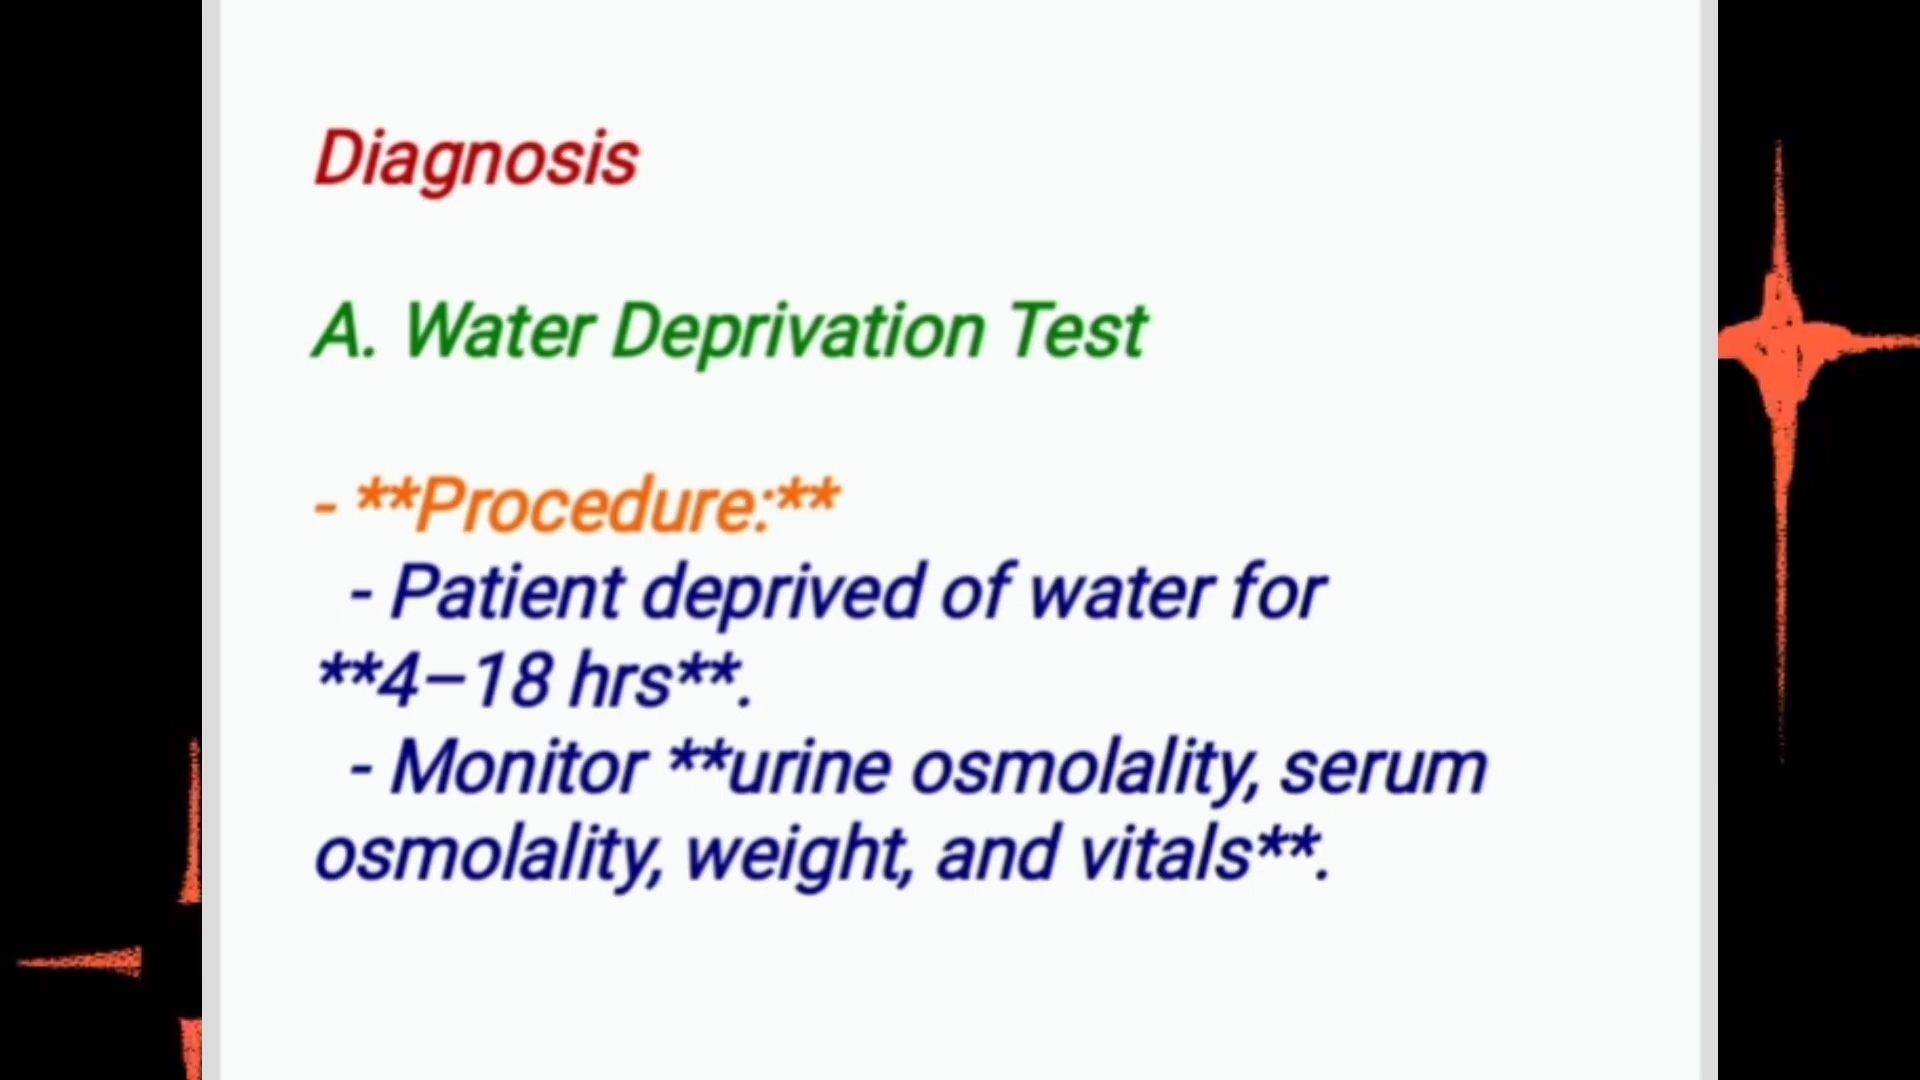 Diagnosis
A. Water Deprivation Test
- **Procedure:**
- Patient deprived of water for
**4–18 hrs**.
- Monitor **urine osmolality, serum
osmolality, weight, and vitals**.